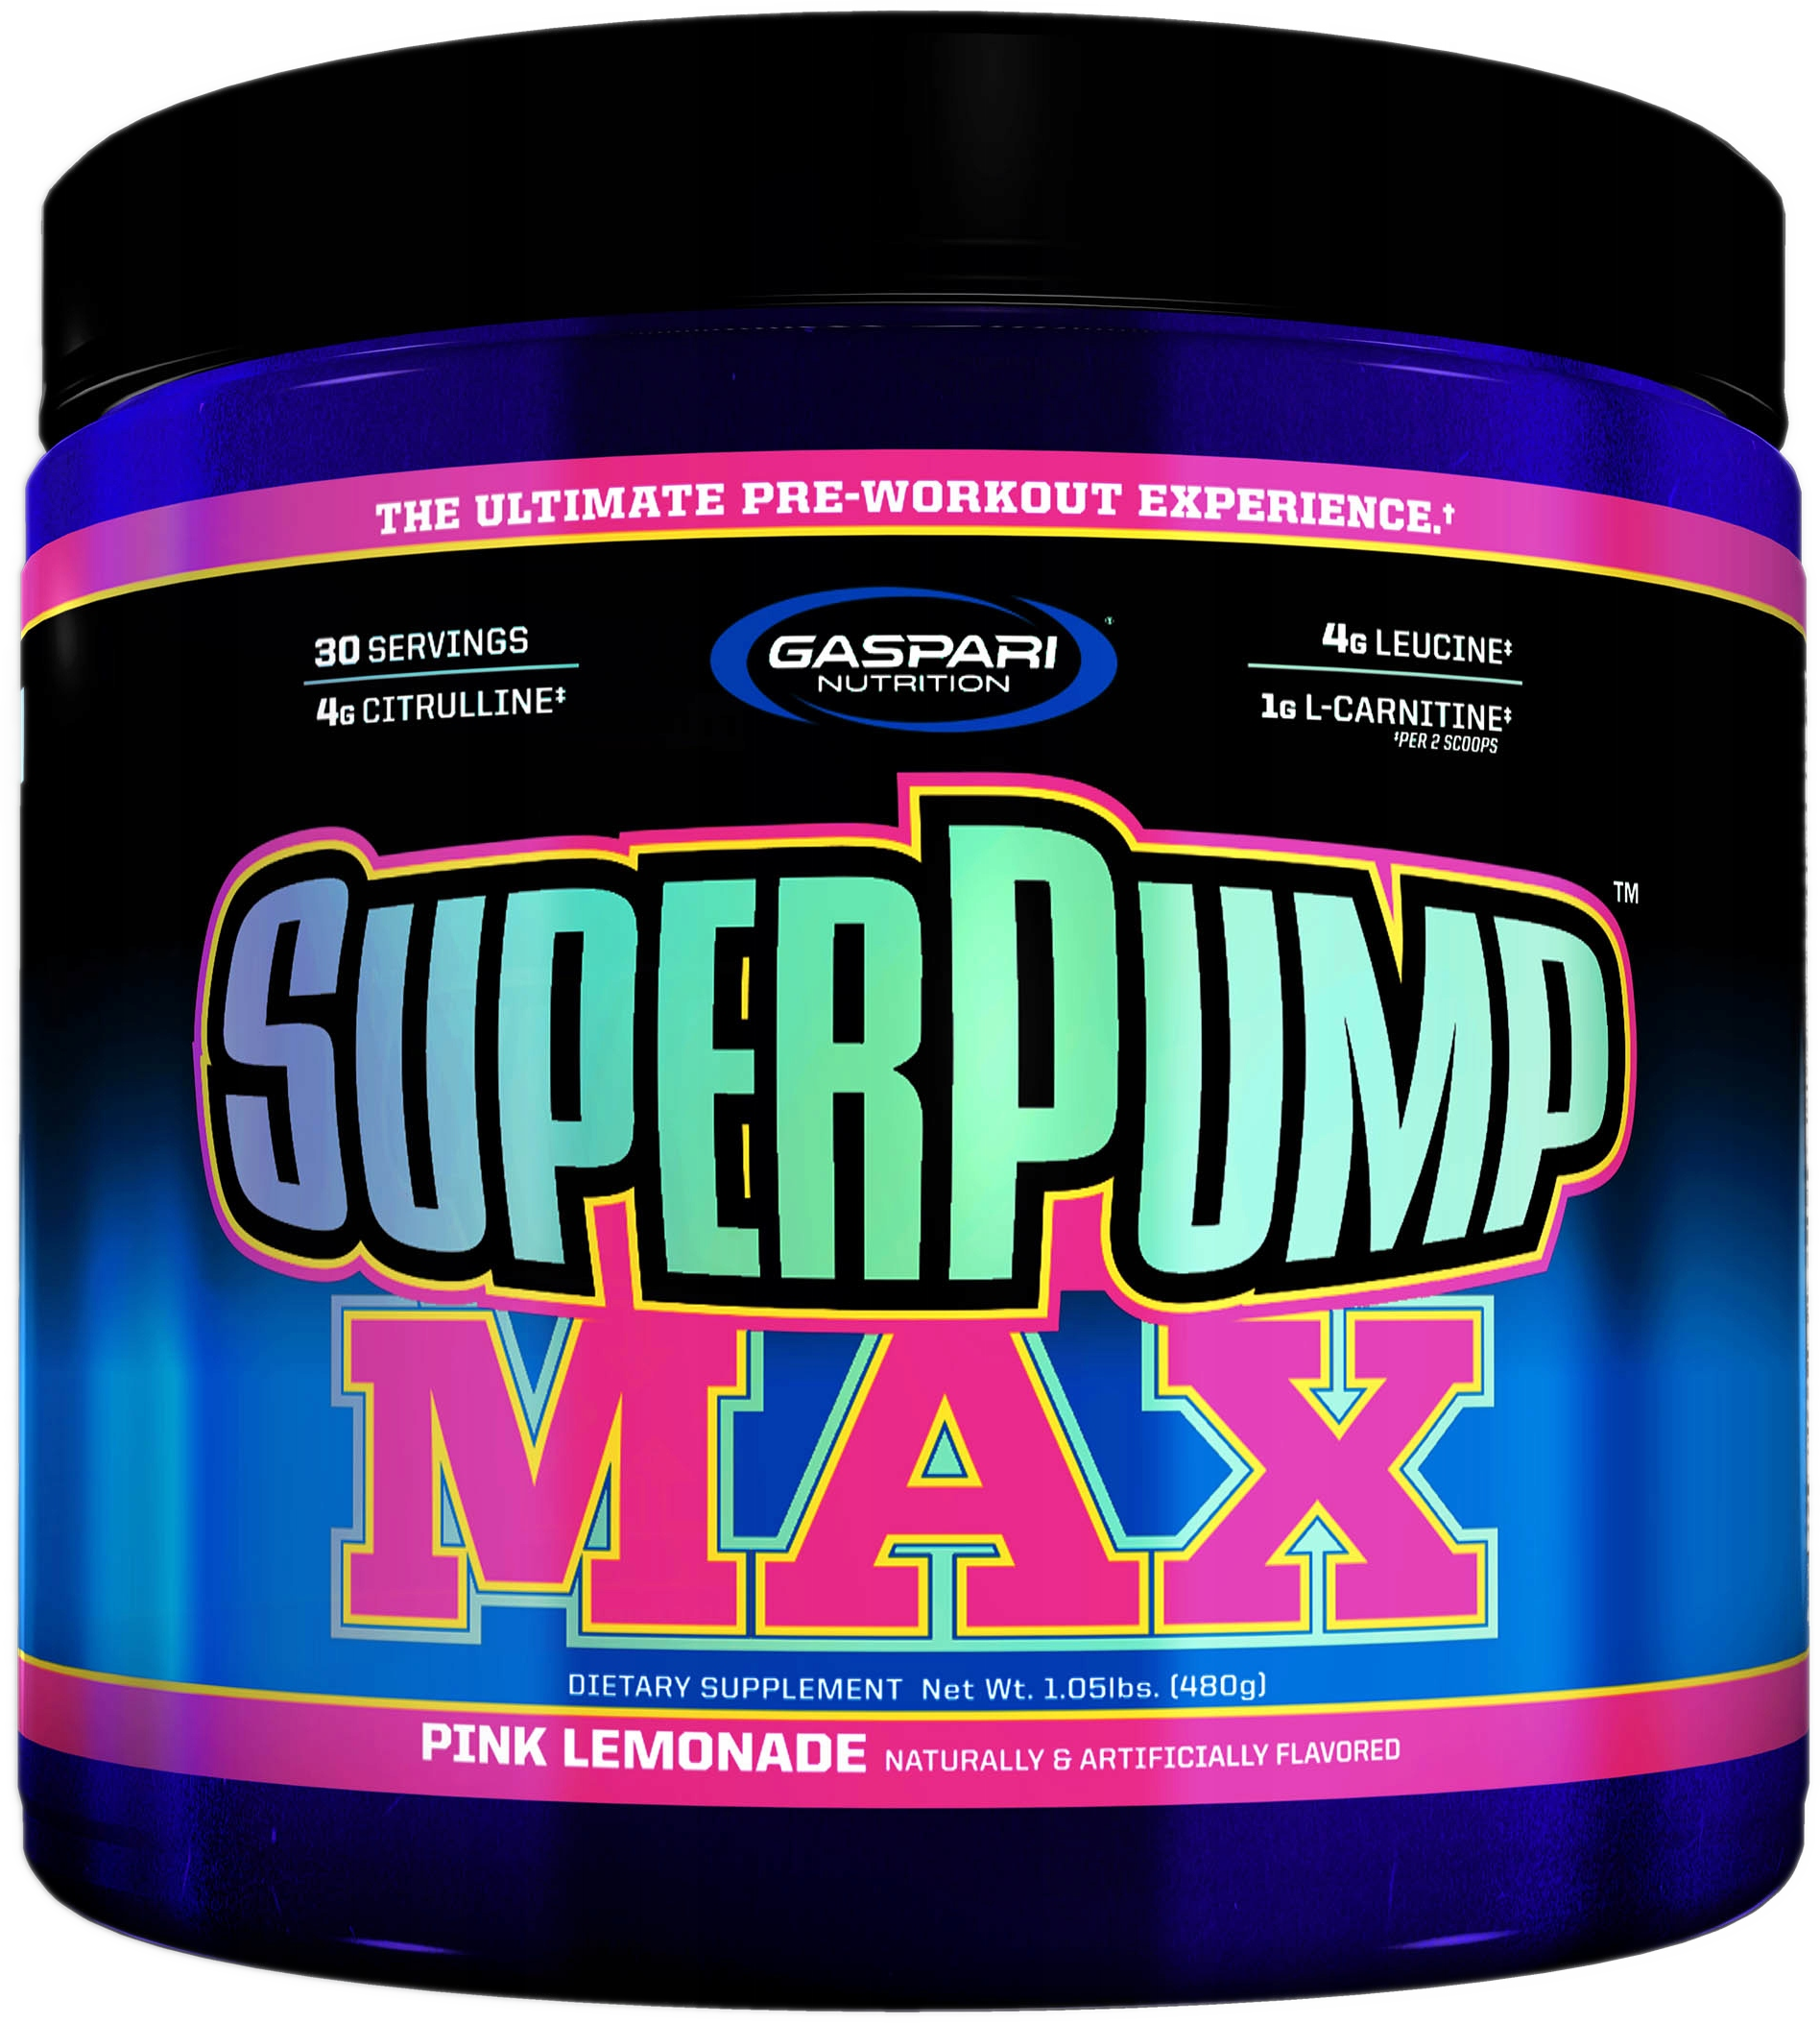 THE ULTIMATE PRE-WORKOUT EXPERIENCE.†
30 SERVINGS
4G CITRULLINE‡
GASPARI®
NUTRITION
4G LEUCINE‡
1G L-CARNITINE‡
‡PER 2 SCOOPS
SUPERPUMP™
MAX
DIETARY SUPPLEMENT Net Wt. 1.05lbs. (480g)
PINK LEMONADE NATURALLY & ARTIFICIALLY FLAVORED